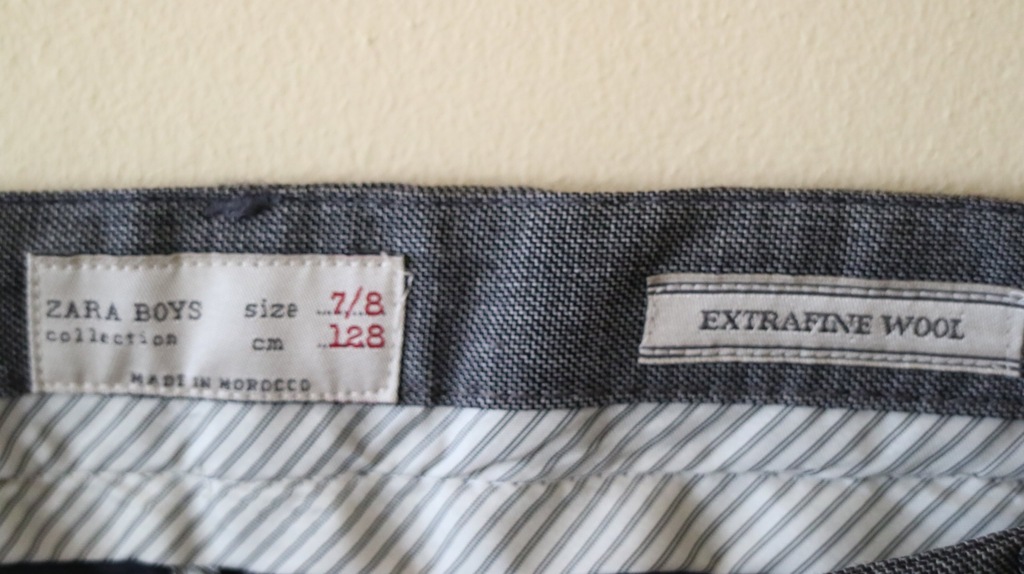 ZARA BOYS size ...7/8
collection cm ..128
MADE IN MOROCCO
EXTRAFINE WOOL